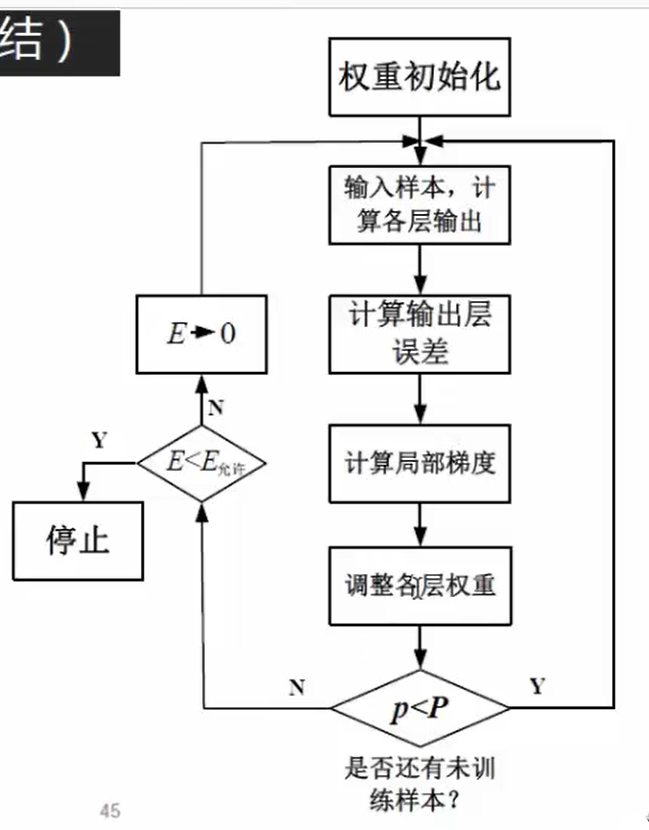 结）
权重初始化
输入样本，计
算各层输出
计算输出层
误差
E→0
N
Y
E<E允许
计算局部梯度
停止
调整各层权重
N
Y
p<P
是否还有未训
练样本？
45